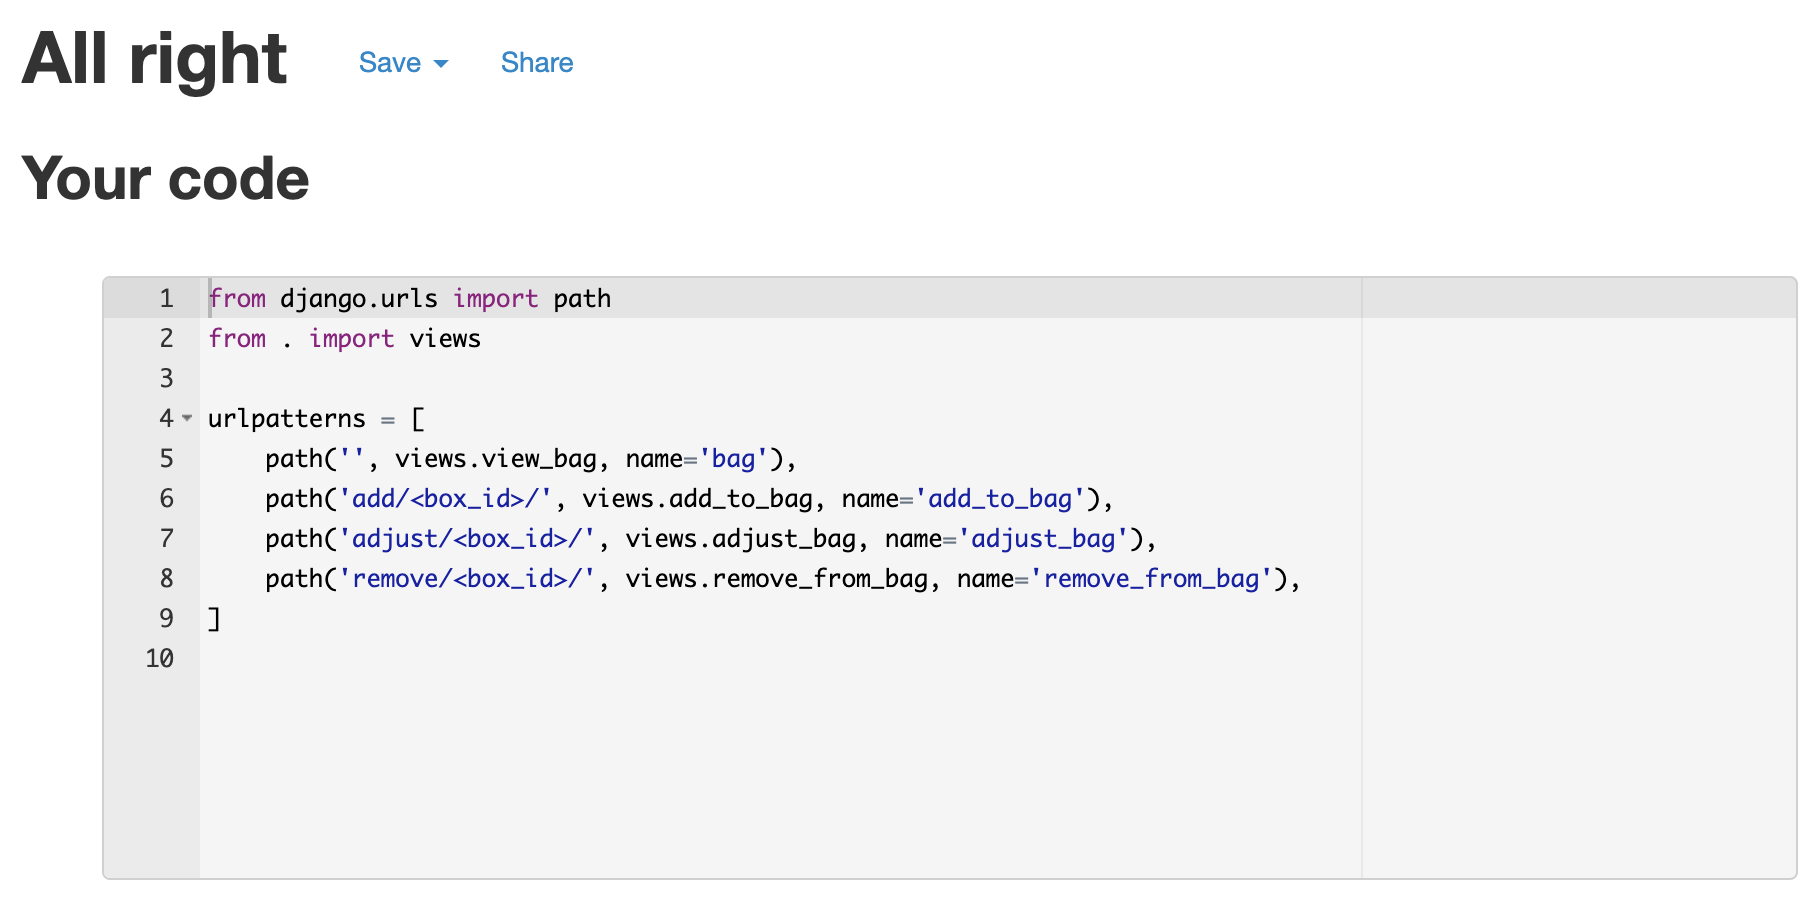 All right Save Share
Your code
1 from django.urls import path
2 from . import views
3
4 urlpatterns = [
5     path('', views.view_bag, name='bag'),
6     path('add/<box_id>/', views.add_to_bag, name='add_to_bag'),
7     path('adjust/<box_id>/', views.adjust_bag, name='adjust_bag'),
8     path('remove/<box_id>/', views.remove_from_bag, name='remove_from_bag'),
9 ]
10